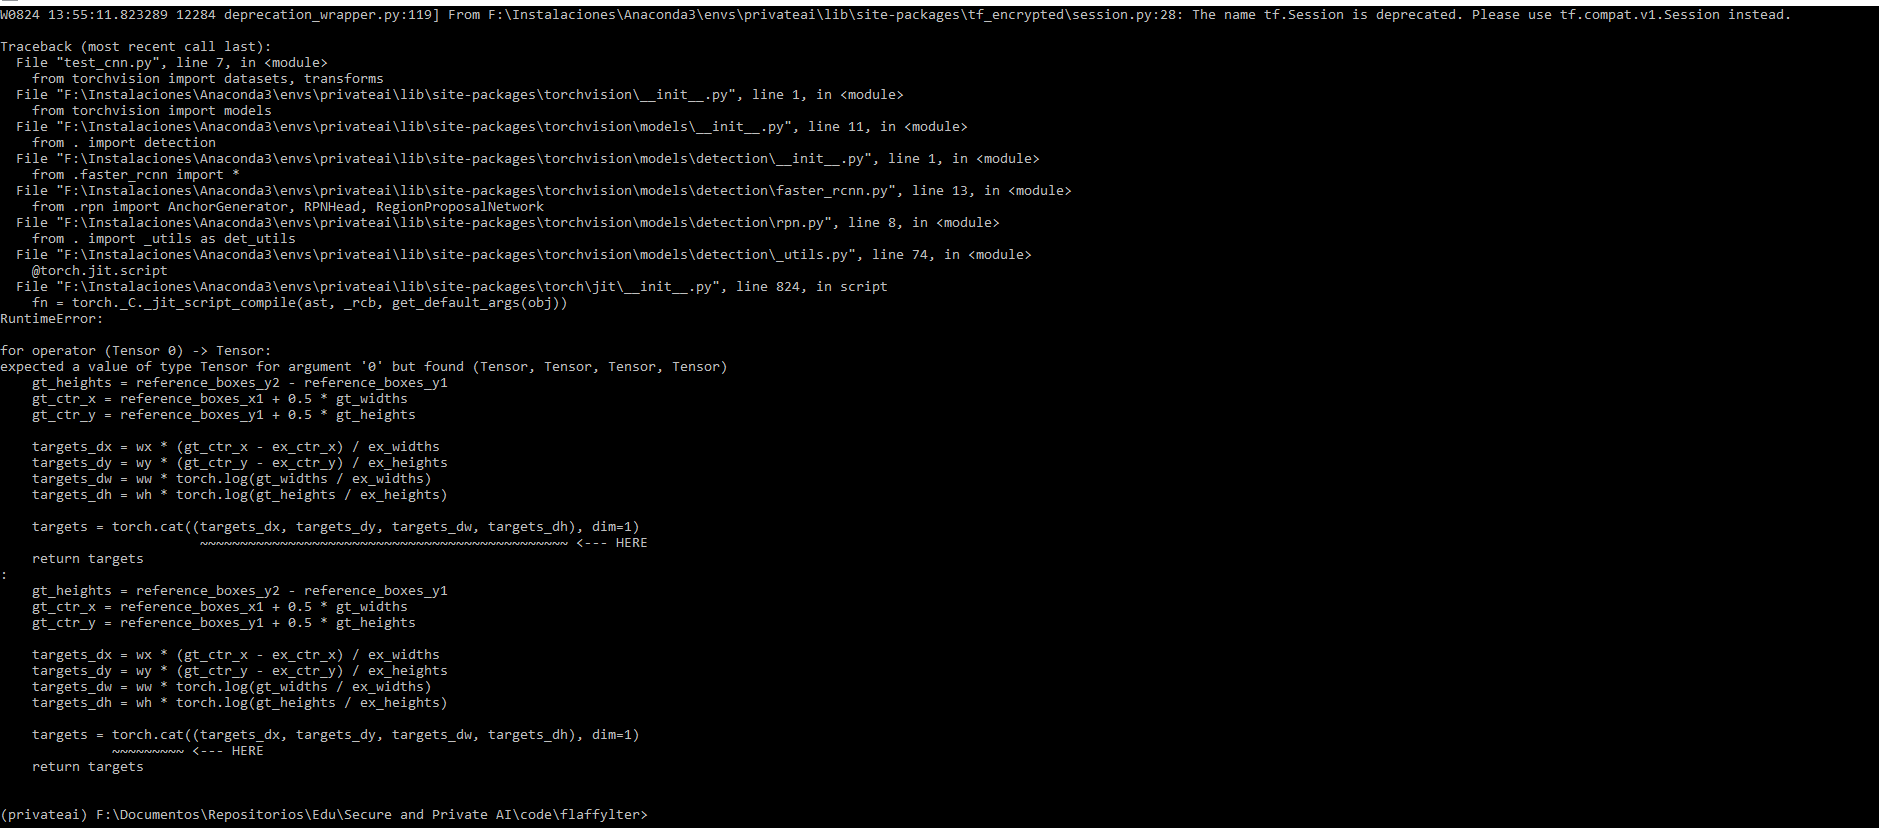 W0824 13:55:11.823289 12284 deprecation_wrapper.py:119] From F:\Instalaciones\Anaconda3\envs\privateai\lib\site-packages\tf_encrypted\session.py:28: The name tf.Session is deprecated. Please use tf.compat.v1.Session instead.

Traceback (most recent call last):
  File "test_cnn.py", line 7, in <module>
    from torchvision import datasets, transforms
  File "F:\Instalaciones\Anaconda3\envs\privateai\lib\site-packages\torchvision\__init__.py", line 1, in <module>
    from torchvision import models
  File "F:\Instalaciones\Anaconda3\envs\privateai\lib\site-packages\torchvision\models\__init__.py", line 11, in <module>
    from . import detection
  File "F:\Instalaciones\Anaconda3\envs\privateai\lib\site-packages\torchvision\models\detection\__init__.py", line 1, in <module>
    from .faster_rcnn import *
  File "F:\Instalaciones\Anaconda3\envs\privateai\lib\site-packages\torchvision\models\detection\faster_rcnn.py", line 13, in <module>
    from .rpn import AnchorGenerator, RPNHead, RegionProposalNetwork
  File "F:\Instalaciones\Anaconda3\envs\privateai\lib\site-packages\torchvision\models\detection\rpn.py", line 8, in <module>
    from . import _utils as det_utils
  File "F:\Instalaciones\Anaconda3\envs\privateai\lib\site-packages\torchvision\models\detection\_utils.py", line 74, in <module>
    @torch.jit.script
  File "F:\Instalaciones\Anaconda3\envs\privateai\lib\site-packages\torch\jit\__init__.py", line 824, in script
    fn = torch._C._jit_script_compile(ast, _rcb, get_default_args(obj))
RuntimeError:

for operator (Tensor 0) -> Tensor:
expected a value of type Tensor for argument '0' but found (Tensor, Tensor, Tensor, Tensor)
    gt_heights = reference_boxes_y2 - reference_boxes_y1
    gt_ctr_x = reference_boxes_x1 + 0.5 * gt_widths
    gt_ctr_y = reference_boxes_y1 + 0.5 * gt_heights

    targets_dx = wx * (gt_ctr_x - ex_ctr_x) / ex_widths
    targets_dy = wy * (gt_ctr_y - ex_ctr_y) / ex_heights
    targets_dw = ww * torch.log(gt_widths / ex_widths)
    targets_dh = wh * torch.log(gt_heights / ex_heights)

    targets = torch.cat((targets_dx, targets_dy, targets_dw, targets_dh), dim=1)
                         ~~~~~~~~~~~~~~~~~~~~~~~~~~~~~~~~~~~~~~~~~~~~~~ <--- HERE
    return targets
:
    gt_heights = reference_boxes_y2 - reference_boxes_y1
    gt_ctr_x = reference_boxes_x1 + 0.5 * gt_widths
    gt_ctr_y = reference_boxes_y1 + 0.5 * gt_heights

    targets_dx = wx * (gt_ctr_x - ex_ctr_x) / ex_widths
    targets_dy = wy * (gt_ctr_y - ex_ctr_y) / ex_heights
    targets_dw = ww * torch.log(gt_widths / ex_widths)
    targets_dh = wh * torch.log(gt_heights / ex_heights)

    targets = torch.cat((targets_dx, targets_dy, targets_dw, targets_dh), dim=1)
              ~~~~~~~~~ <--- HERE
    return targets

(privateai) F:\Documentos\Repositorios\Edu\Secure and Private AI\code\flaffylter>